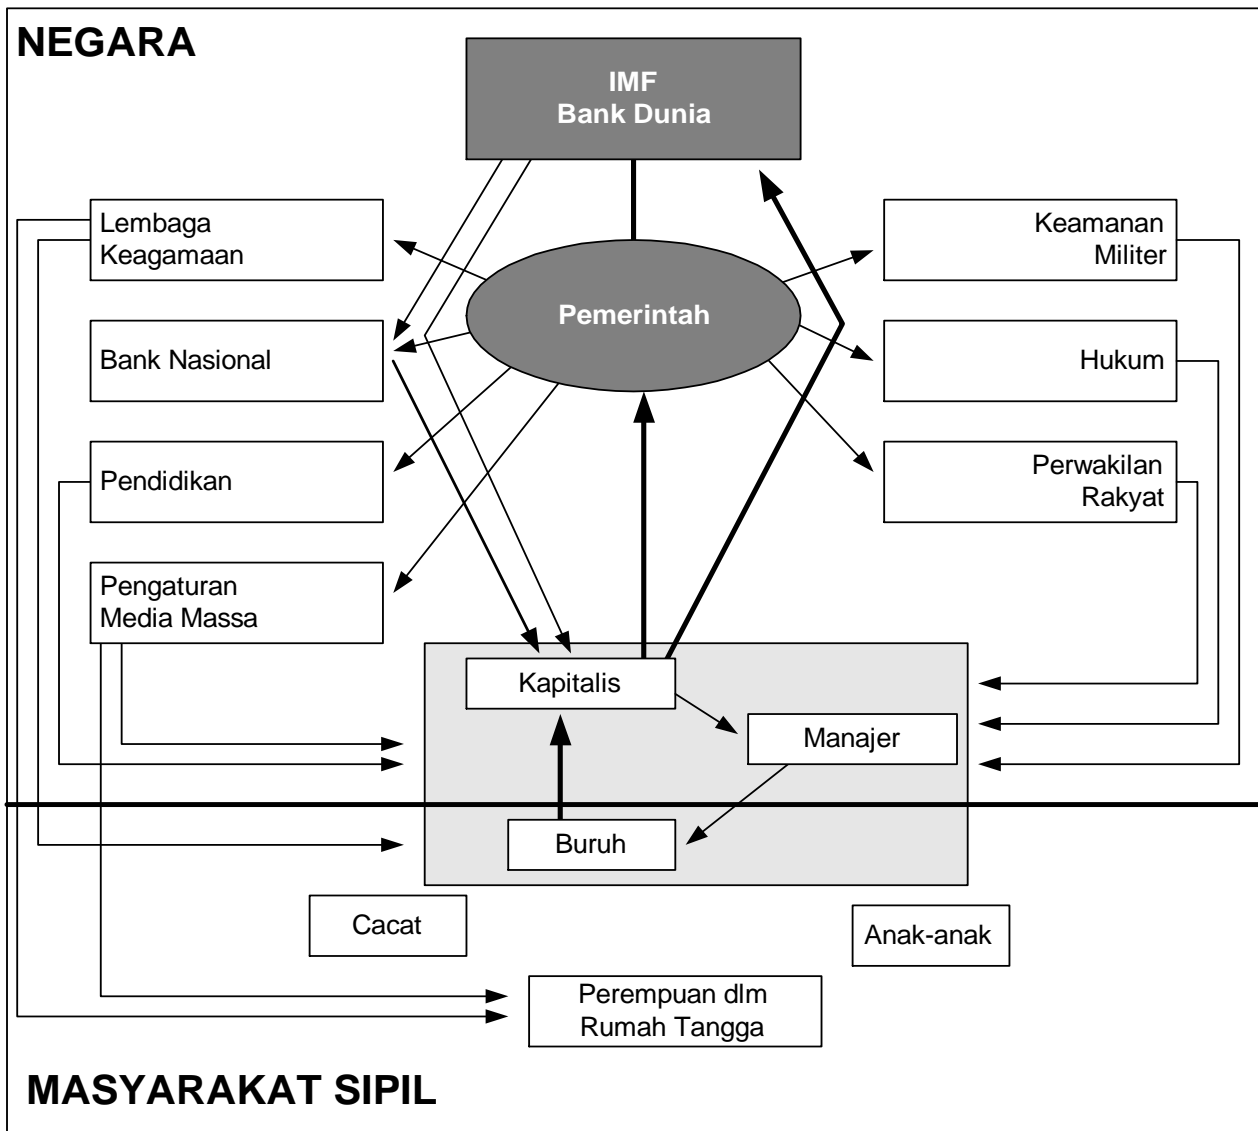 NEGARA
IMF
Bank Dunia
Lembaga
Keagamaan
Keamanan
Militer
Pemerintah
Bank Nasional
Hukum
Pendidikan
Perwakilan
Rakyat
Pengaturan
Media Massa
Kapitalis
Manajer
Buruh
Cacat
Anak-anak
Perempuan dlm
Rumah Tangga
MASYARAKAT SIPIL